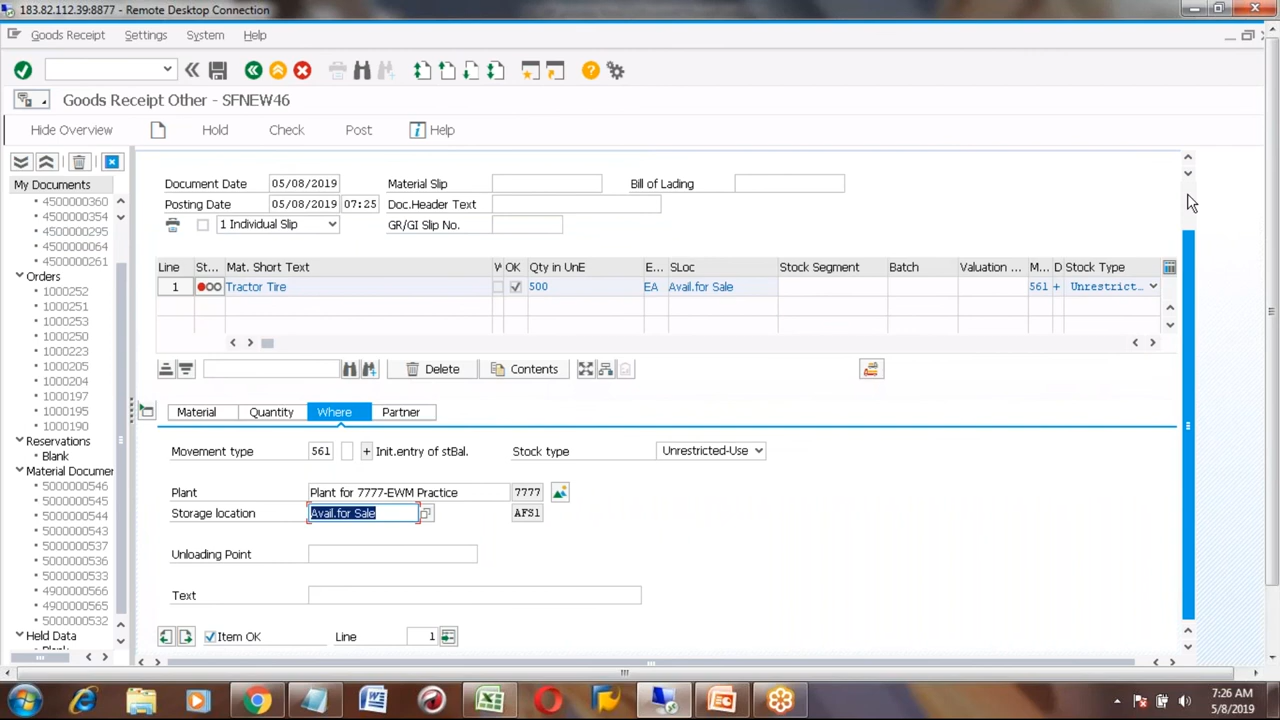 183.82.112.39:8877 - Remote Desktop Connection
Goods Receipt Settings System Help
Goods Receipt Other - SFNEW46
Hide Overview Hold Check Post Help
My Documents
4500000360
4500000354
4500000295
4500000064
4500000261
Orders
1000252
1000251
1000253
1000250
1000223
1000205
1000204
1000197
1000195
1000190
Reservations
Blank
Material Documer
5000000546
5000000545
5000000544
5000000543
5000000537
5000000536
5000000533
4900000566
4900000565
5000000532
Held Data
Document Date 05/08/2019 Material Slip Bill of Lading
Posting Date 05/08/2019 07:25 Doc.Header Text
1 Individual Slip GR/GI Slip No.
Line St... Mat. Short Text OK Qty in UnE E... SLoc Stock Segment Batch Valuation ... M... D Stock Type
1 Tractor Tire 500 EA Avail.for Sale 561 + Unrestrict...
Delete Contents
Material Quantity Where Partner
Movement type 561 + Init.entry of stBal. Stock type Unrestricted-Use
Plant Plant for 7777-EWM Practice 7777
Storage location Avail.for Sale AFS1
Unloading Point
Text
Item OK Line 1
7:26 AM
5/8/2019